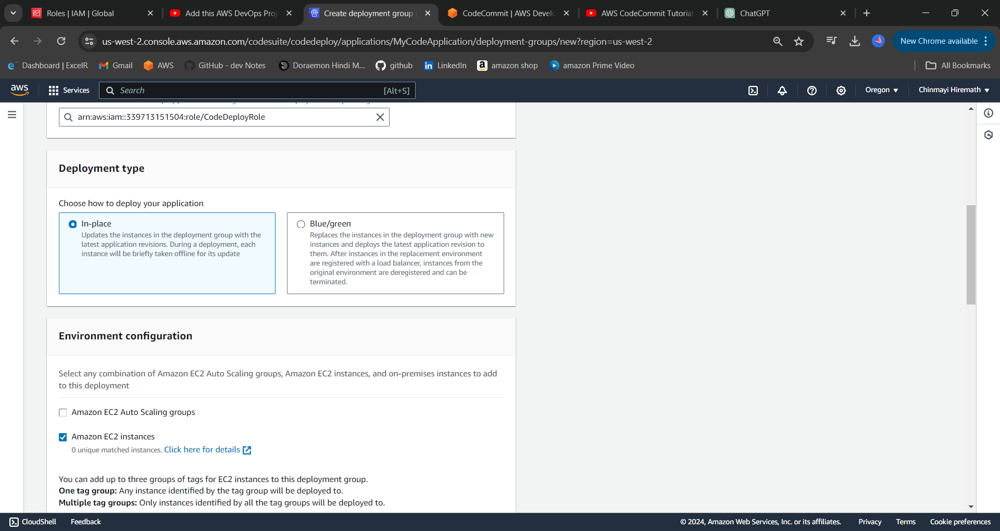 Roles | IAM | Global
Add this AWS DevOps Proj
Create deployment group |
CodeCommit | AWS Develo
AWS CodeCommit Tutorial
ChatGPT
us-west-2.console.aws.amazon.com/codesuite/codedeploy/applications/MyCodeApplication/deployment-groups/new?region=us-west-2
New Chrome available
Dashboard | ExcelR
Gmail
AWS
GitHub - dev Notes
Doraemon Hindi M...
github
LinkedIn
amazon shop
amazon Prime Video
All Bookmarks
aws
Services
Search
[Alt+S]
Oregon
Chinmayi Hiremath
arn:aws:iam::339713151504:role/CodeDeployRole
Deployment type
Choose how to deploy your application
In-place
Updates the instances in the deployment group with the
latest application revisions. During a deployment, each
instance will be briefly taken offline for its update
Blue/green
Replaces the instances in the deployment group with new
instances and deploys the latest application revision to
them. After instances in the replacement environment
are registered with a load balancer, instances from the
original environment are deregistered and can be
terminated.
Environment configuration
Select any combination of Amazon EC2 Auto Scaling groups, Amazon EC2 instances, and on-premises instances to add
to this deployment
Amazon EC2 Auto Scaling groups
Amazon EC2 instances
0 unique matched instances. Click here for details
You can add up to three groups of tags for EC2 instances to this deployment group.
One tag group: Any instance identified by the tag group will be deployed to.
Multiple tag groups: Only instances identified by all the tag groups will be deployed to.
CloudShell
Feedback
© 2024, Amazon Web Services, Inc. or its affiliates.
Privacy
Terms
Cookie preferences